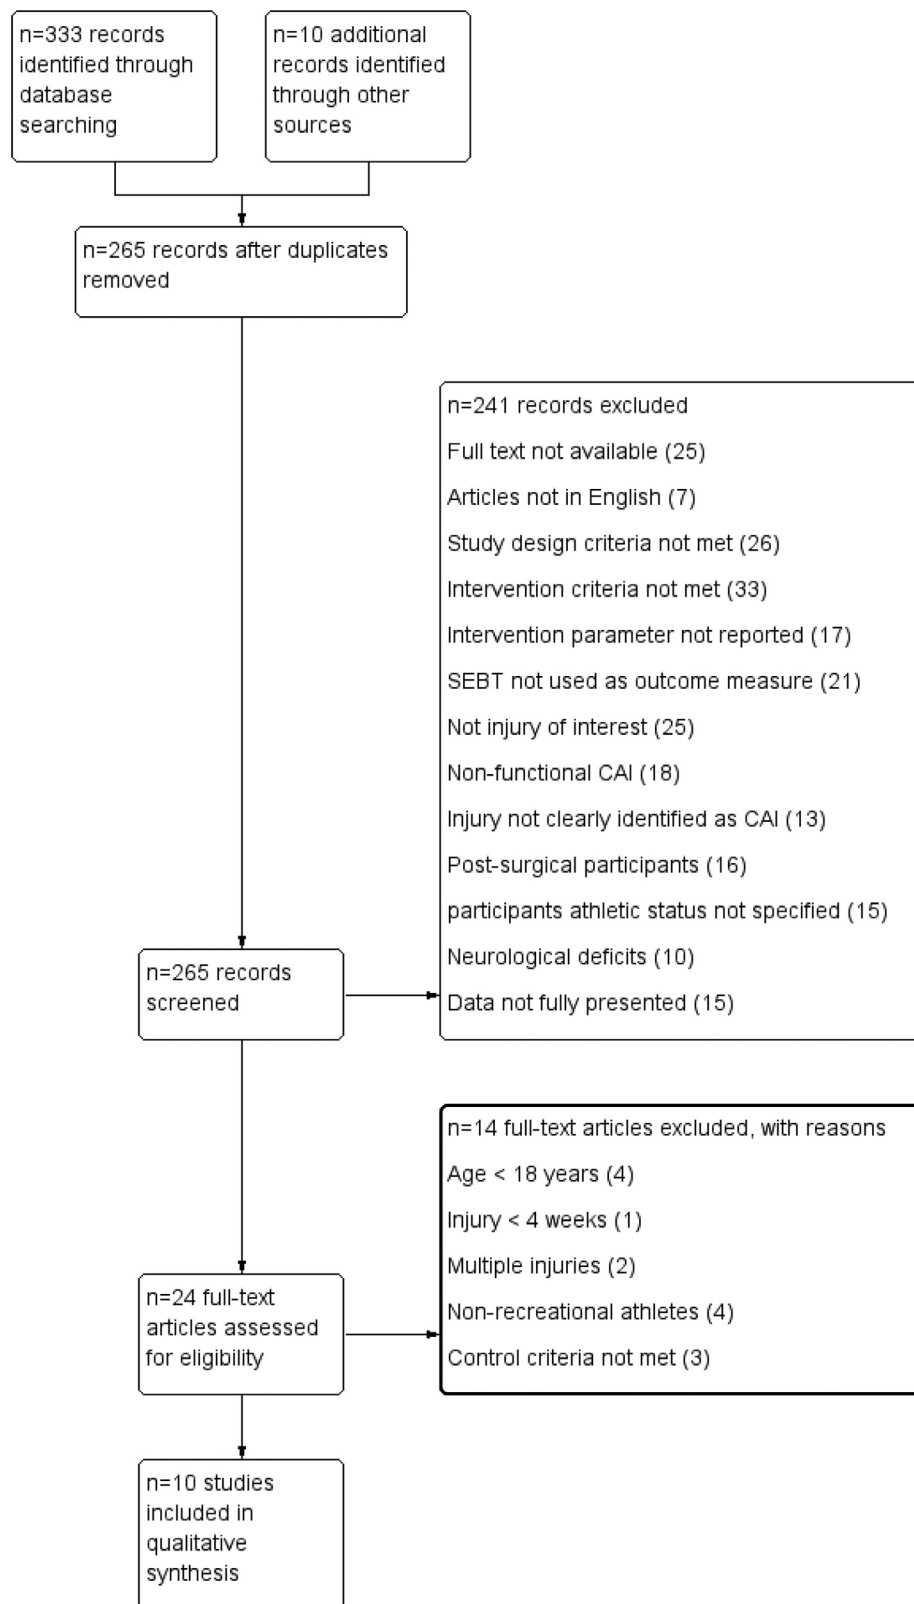 n=333 records
identified through
database
searching
n=10 additional
records identified
through other
sources
n=265 records after duplicates
removed
n=241 records excluded
Full text not available (25)
Articles not in English (7)
Study design criteria not met (26)
Intervention criteria not met (33)
Intervention parameter not reported (17)
SEBT not used as outcome measure (21)
Not injury of interest (25)
Non-functional CAI (18)
Injury not clearly identified as CAI (13)
Post-surgical participants (16)
participants athletic status not specified (15)
Neurological deficits (10)
Data not fully presented (15)
n=265 records
screened
n=14 full-text articles excluded, with reasons
Age < 18 years (4)
Injury < 4 weeks (1)
Multiple injuries (2)
Non-recreational athletes (4)
Control criteria not met (3)
n=24 full-text
articles assessed
for eligibility
n=10 studies
included in
qualitative
synthesis